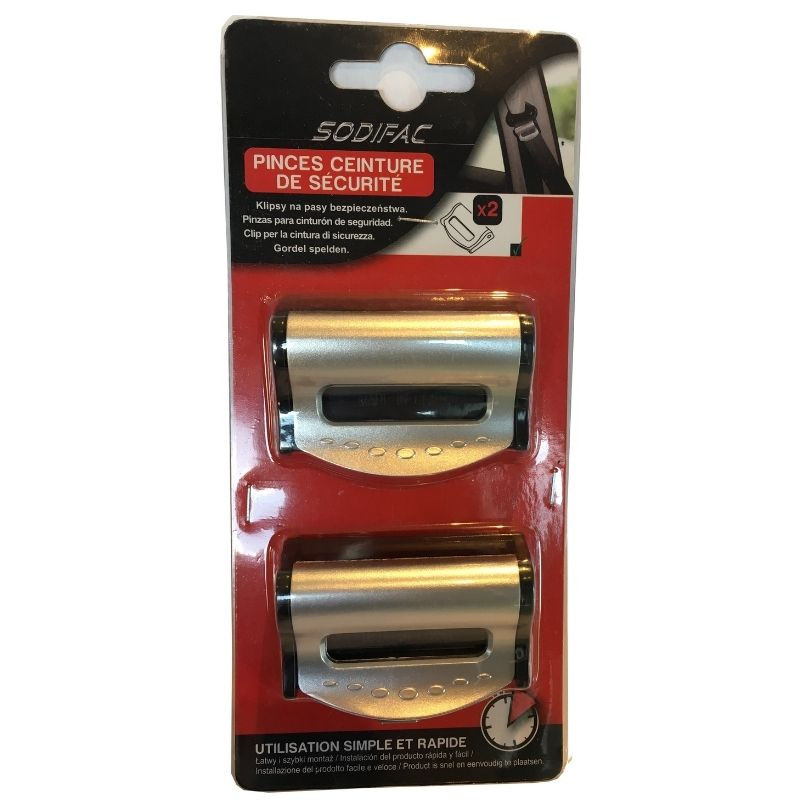 SODIFAC
PINCES CEINTURE
DE SÉCURITÉ
Klipsy na pasy bezpieczeństwa.
Pinzas para cinturón de seguridad.
Clip per la cintura di sicurezza.
Gordel spelden.
x2
UTILISATION SIMPLE ET RAPIDE
Łatwy i szybki montaż / Instalación del producto rápida y fácil /
Installazione del prodotto facile e veloce / Product is snel en eenvoudig te plaatsen.